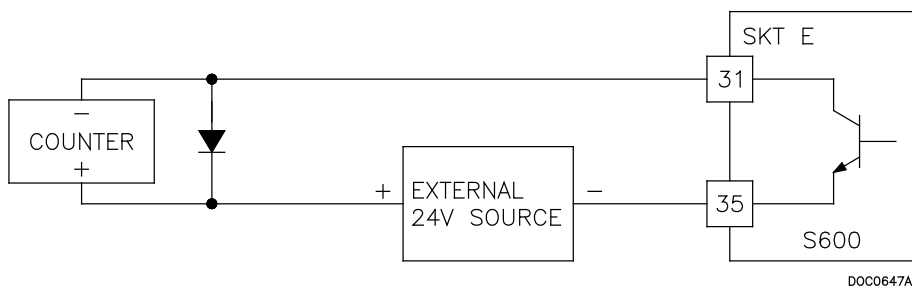 SKT E
31
−
COUNTER
+
+ EXTERNAL −
24V SOURCE
35
S600
DOC0647A